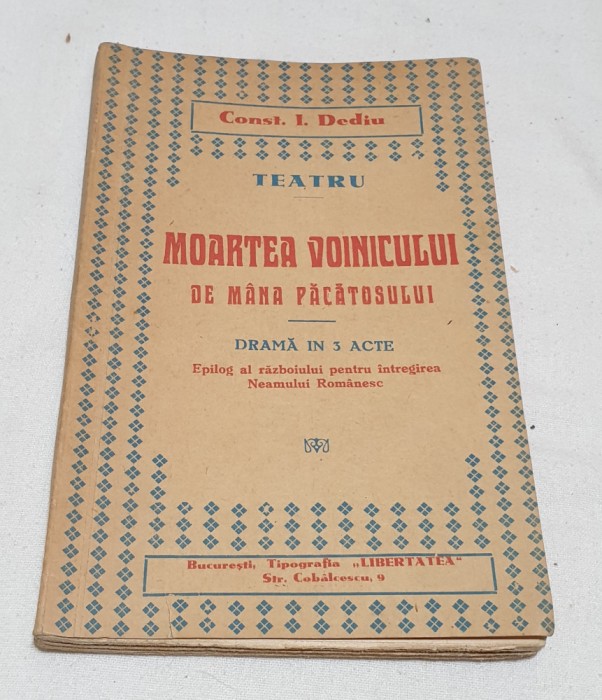 Const. I. Dediu
TEATRU
MOARTEA VOINICULUI
DE MÂNA PĂCĂTOSULUI
DRAMĂ IN 3 ACTE
Epilog al războiului pentru întregirea
Neamului Românesc
Bucureşti, Tipografia „LIBERTATEA“
Str. Cobălcescu, 9